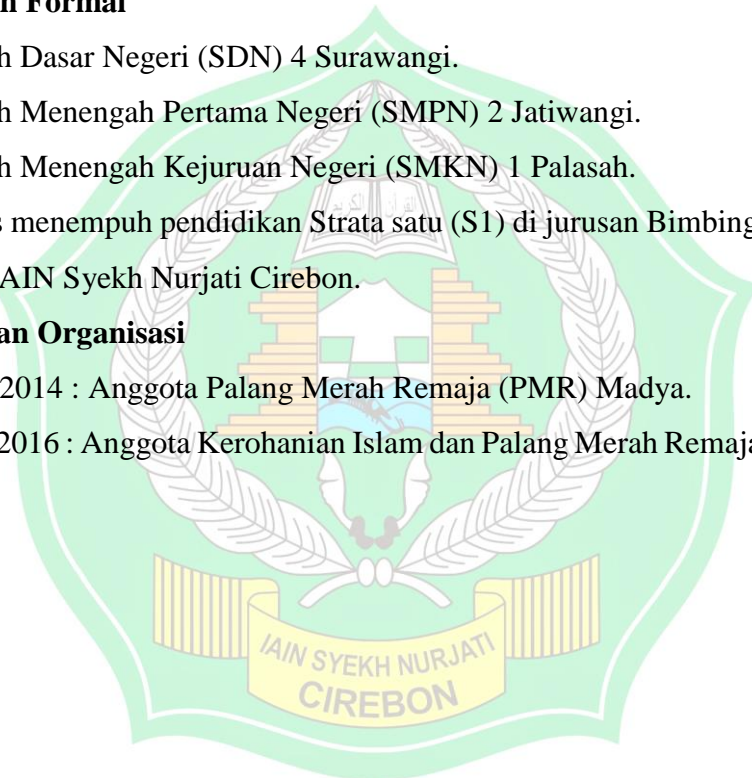 n Formal
h Dasar Negeri (SDN) 4 Surawangi.
h Menengah Pertama Negeri (SMPN) 2 Jatiwangi.
h Menengah Kejuruan Negeri (SMKN) 1 Palasah.
s menempuh pendidikan Strata satu (S1) di jurusan Bimbing
AIN Syekh Nurjati Cirebon.
an Organisasi
2014 : Anggota Palang Merah Remaja (PMR) Madya.
2016 : Anggota Kerohanian Islam dan Palang Merah Remaja
IAIN SYEKH NURJATI
CIREBON